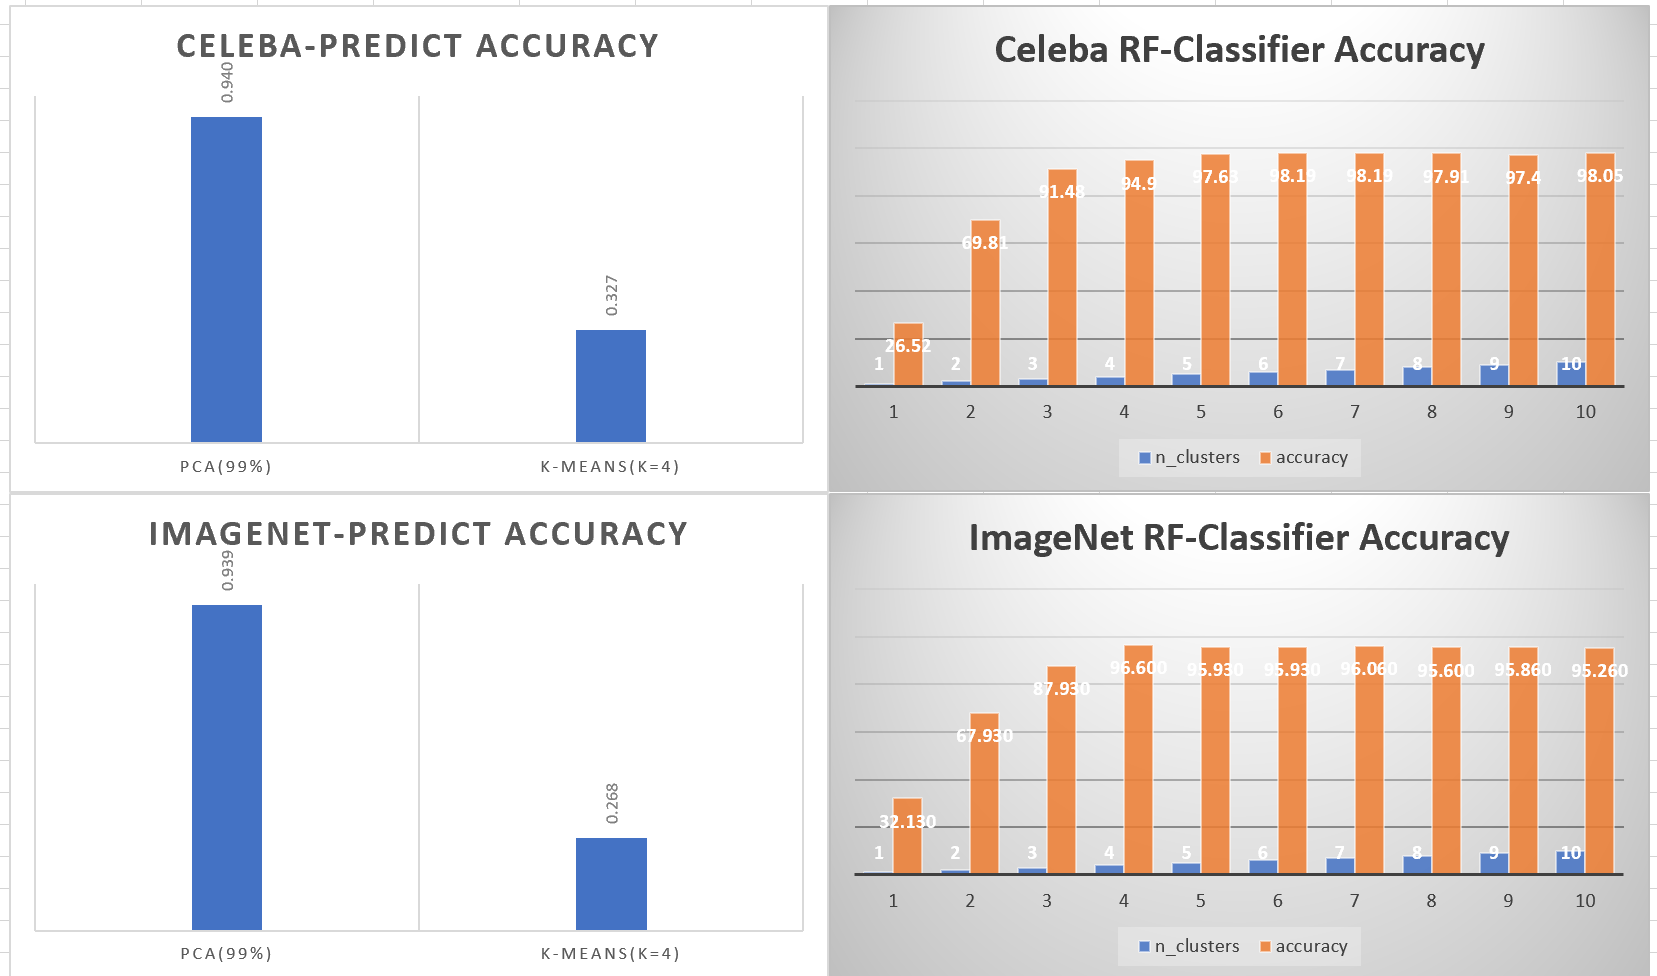 CELEBA-PREDICT ACCURACY
0.940
0.327
PCA(99%)
K-MEANS(K=4)
Celeba RF-Classifier Accuracy
26.52 69.81 91.48 94.9 97.63 98.19 98.19 97.91 97.4 98.05
1 2 3 4 5 6 7 8 9 10
1 2 3 4 5 6 7 8 9 10
n_clusters accuracy
IMAGENET-PREDICT ACCURACY
0.939
0.268
PCA(99%)
K-MEANS(K=4)
ImageNet RF-Classifier Accuracy
32.130 67.930 87.930 96.600 95.930 95.930 96.060 95.600 95.860 95.260
1 2 3 4 5 6 7 8 9 10
1 2 3 4 5 6 7 8 9 10
n_clusters accuracy